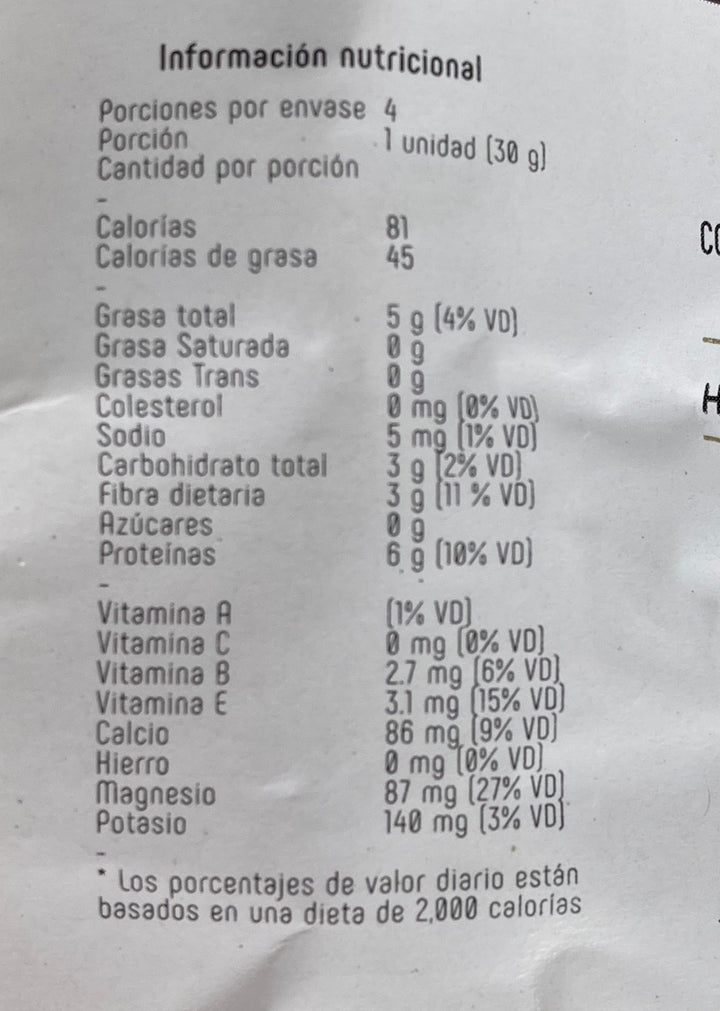 Información nutricional
Porciones por envase 4
Porción 1 unidad (30 g)
Cantidad por porción
-
Calorías 81
Calorías de grasa 45
-
Grasa total 5 g (4% VD)
Grasa Saturada 0 g
Grasas Trans 0 g
Colesterol 0 mg (0% VD)
Sodio 5 mg (1% VD)
Carbohidrato total 3 g (2% VD)
Fibra dietaria 3 g (11 % VD)
Azúcares 0 g
Proteínas 6 g (10% VD)
-
Vitamina A (1% VD)
Vitamina C 0 mg (0% VD)
Vitamina B 2.7 mg (6% VD)
Vitamina E 3.1 mg (15% VD)
Calcio 86 mg (9% VD)
Hierro 0 mg (0% VD)
Magnesio 87 mg (27% VD)
Potasio 140 mg (3% VD)
-
* Los porcentajes de valor diario están
basados en una dieta de 2,000 calorías